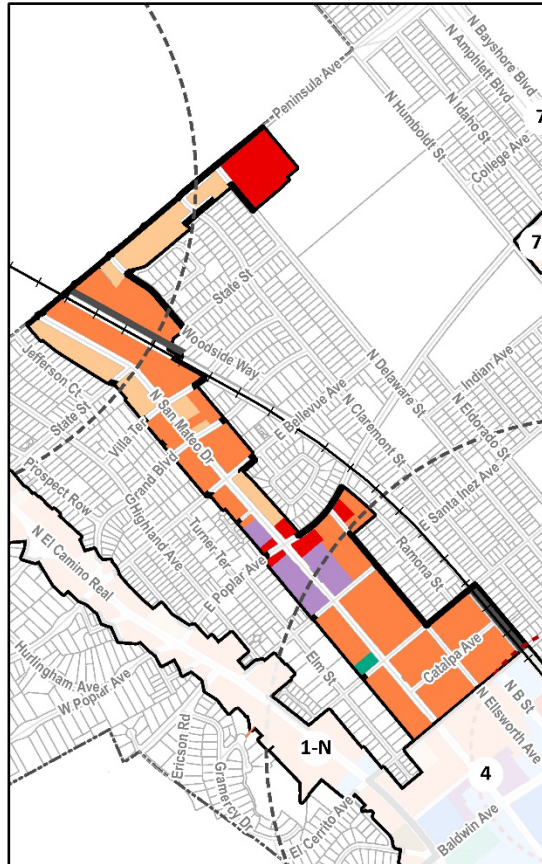 N Bayshore Blvd
N Amphlett Blvd
N Idaho St
College Ave
N Humboldt St
Peninsula Ave
7
7
State St
Woodside Way
N Delaware St
Indian Ave
N Eldorado St
Jefferson Ct
State St
N San Mateo Dr
Villa Ter
E Bellevue Ave
N Claremont St
E Santa Inez Ave
Prospect Row
Grand Blvd
Highland Ave
Turner Ter
N El Camino Real
E Poplar Ave
Ramona St
Elm St
Catalpa Ave
Hurlingham Ave
W Poplar Ave
Ericson Rd
Gramercy Dr
1-N
N B St
N Ellsworth Ave
4
El Cerrito Ave
Baldwin Ave